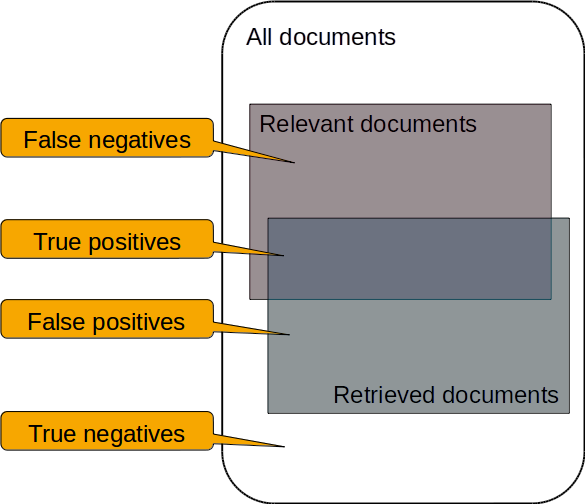 All documents
Relevant documents
False negatives
True positives
False positives
Retrieved documents
True negatives